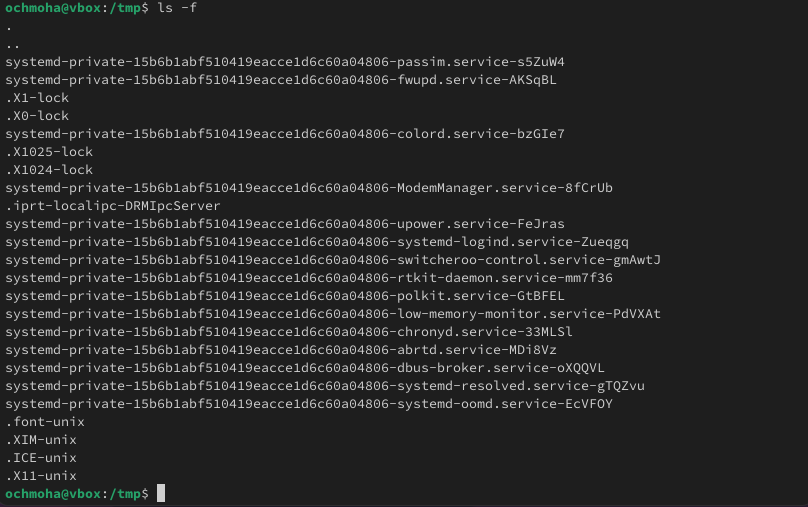 ochmoha@vbox:/tmp$ ls -f
.
..
systemd-private-15b6b1abf510419eacce1d6c60a04806-passim.service-s5ZuW4
systemd-private-15b6b1abf510419eacce1d6c60a04806-fwupd.service-AKSqBL
.X1-lock
.X0-lock
systemd-private-15b6b1abf510419eacce1d6c60a04806-colord.service-bzGIe7
.X1025-lock
.X1024-lock
systemd-private-15b6b1abf510419eacce1d6c60a04806-ModemManager.service-8fCrUb
.iprt-localipc-DRMIpcServer
systemd-private-15b6b1abf510419eacce1d6c60a04806-upower.service-FeJras
systemd-private-15b6b1abf510419eacce1d6c60a04806-systemd-logind.service-Zueqgq
systemd-private-15b6b1abf510419eacce1d6c60a04806-switcheroo-control.service-gmAwtJ
systemd-private-15b6b1abf510419eacce1d6c60a04806-rtkit-daemon.service-mm7f36
systemd-private-15b6b1abf510419eacce1d6c60a04806-polkit.service-GtBFEL
systemd-private-15b6b1abf510419eacce1d6c60a04806-low-memory-monitor.service-PdVXAt
systemd-private-15b6b1abf510419eacce1d6c60a04806-chronyd.service-33MLSl
systemd-private-15b6b1abf510419eacce1d6c60a04806-abrtd.service-MDi8Vz
systemd-private-15b6b1abf510419eacce1d6c60a04806-dbus-broker.service-oXQQVL
systemd-private-15b6b1abf510419eacce1d6c60a04806-systemd-resolved.service-gTQZvu
systemd-private-15b6b1abf510419eacce1d6c60a04806-systemd-oomd.service-EcVFOY
.font-unix
.XIM-unix
.ICE-unix
.X11-unix
ochmoha@vbox:/tmp$